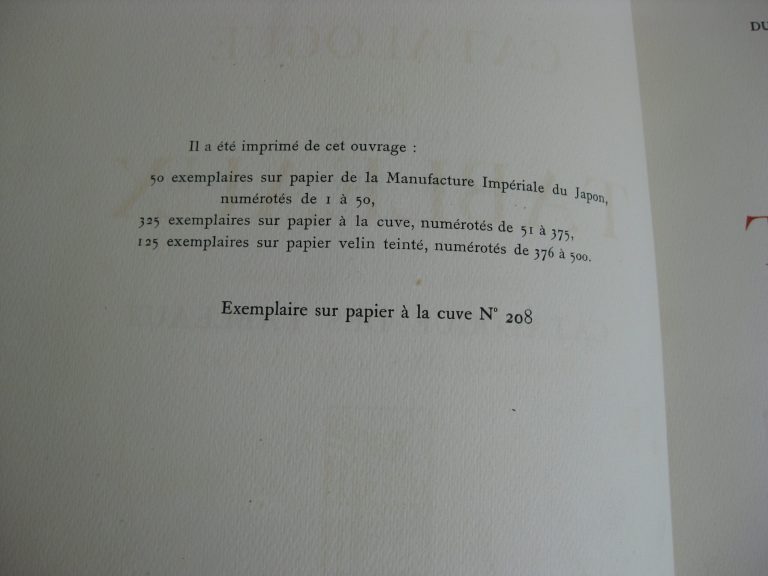 Il a été imprimé de cet ouvrage :
50 exemplaires sur papier de la Manufacture Impériale du Japon,
numérotés de 1 à 50,
325 exemplaires sur papier à la cuve, numérotés de 51 à 375,
125 exemplaires sur papier velin teinté, numérotés de 376 à 500.
Exemplaire sur papier à la cuve N° 208
DU
CATALOGUE